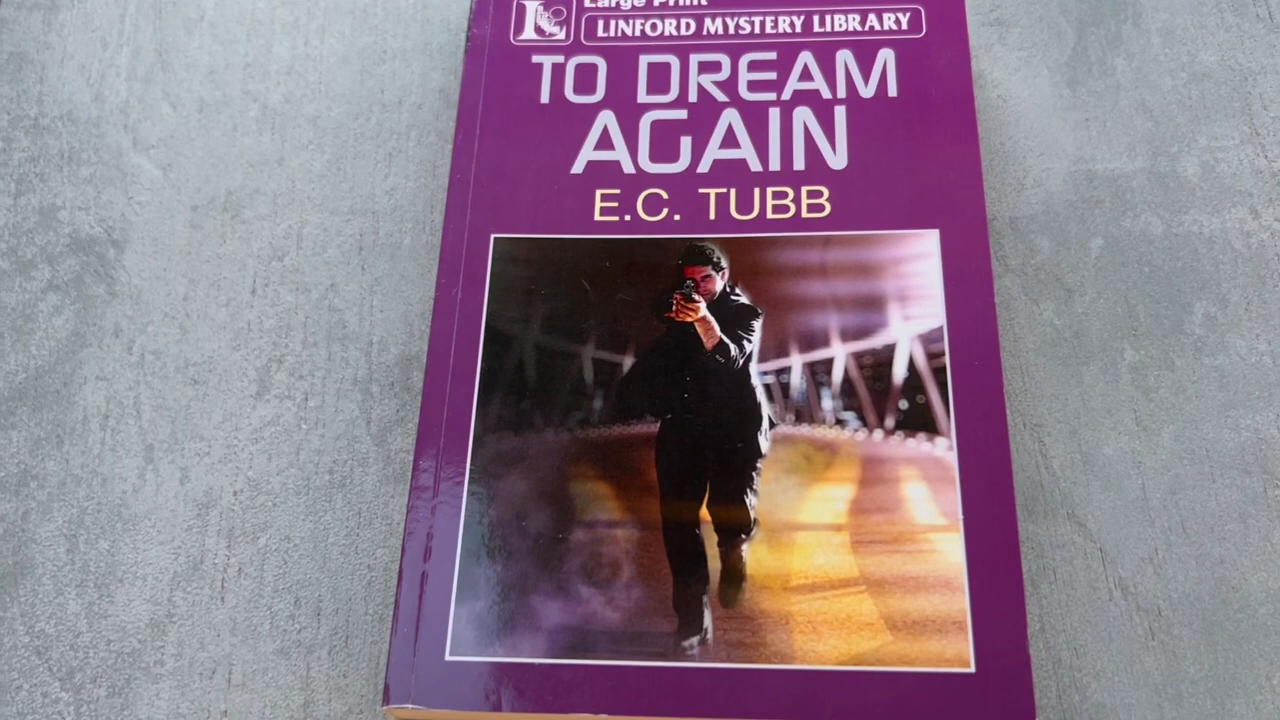 Large Print
LINFORD MYSTERY LIBRARY
TO DREAM
AGAIN
E.C. TUBB